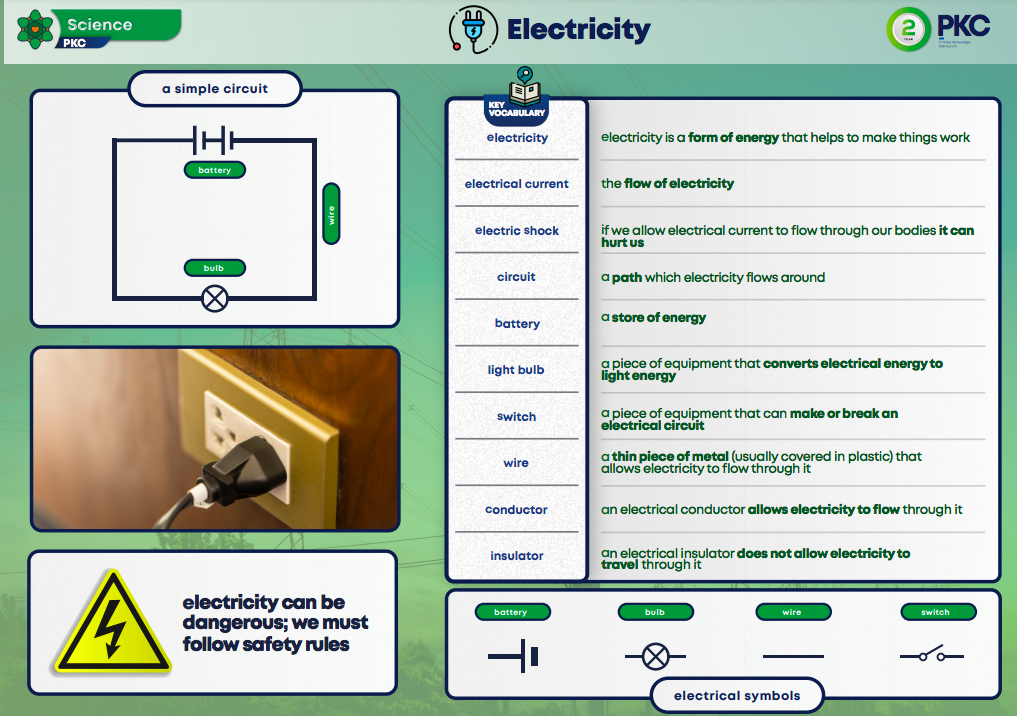 Science
PKC
Electricity
2
YEAR
PKC
a simple circuit
battery
wire
bulb
electricity can be
dangerous; we must
follow safety rules
KEY
VOCABULARY
electricity
electricity is a form of energy that helps to make things work
electrical current
the flow of electricity
electric shock
if we allow electrical current to flow through our bodies it can
hurt us
circuit
a path which electricity flows around
battery
a store of energy
light bulb
a piece of equipment that converts electrical energy to
light energy
switch
a piece of equipment that can make or break an
electrical circuit
wire
a thin piece of metal (usually covered in plastic) that
allows electricity to flow through it
conductor
an electrical conductor allows electricity to flow through it
insulator
an electrical insulator does not allow electricity to
travel through it
battery
bulb
wire
switch
electrical symbols